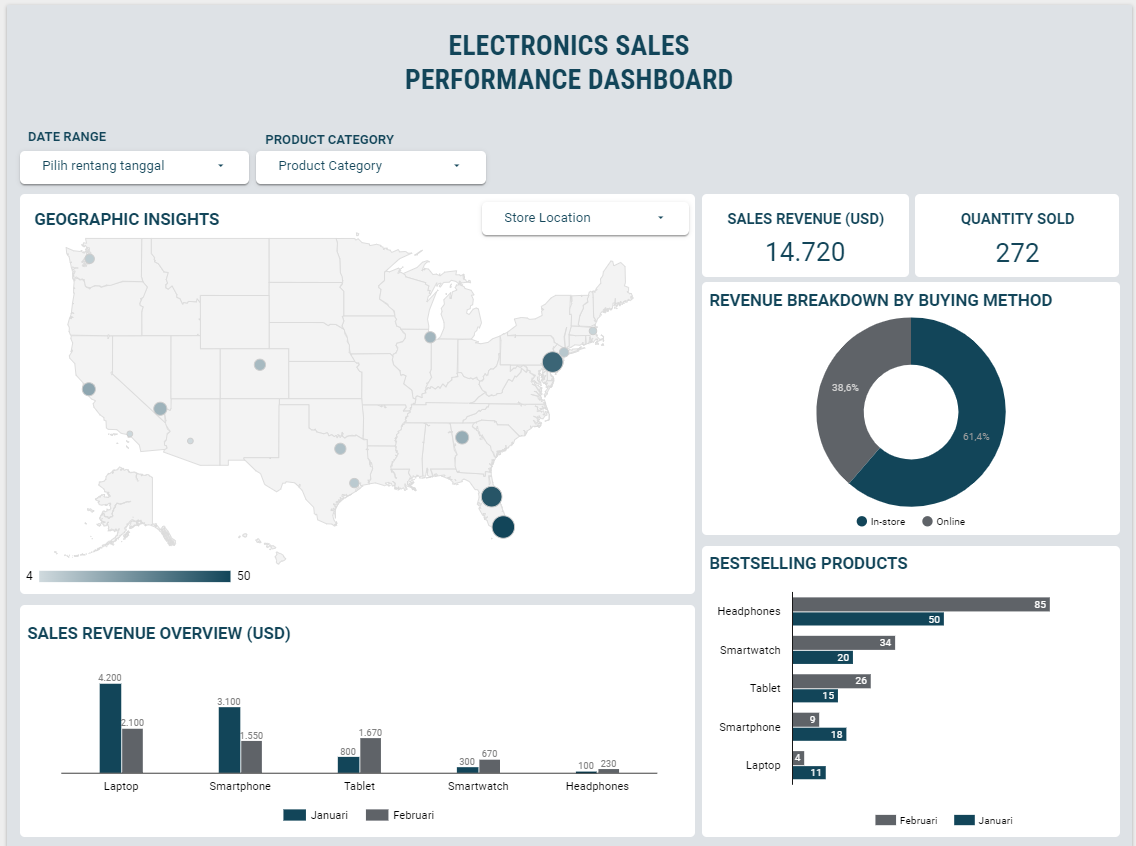 ELECTRONICS SALES
PERFORMANCE DASHBOARD
DATE RANGE
PRODUCT CATEGORY
Pilih rentang tanggal
Product Category
GEOGRAPHIC INSIGHTS
Store Location
4
50
SALES REVENUE (USD)
14.720
QUANTITY SOLD
272
REVENUE BREAKDOWN BY BUYING METHOD
38,6%
61,4%
In-store
Online
SALES REVENUE OVERVIEW (USD)
4.200
2.100
3.100
1.550
800
1.670
300
670
100
230
Laptop
Smartphone
Tablet
Smartwatch
Headphones
Januari
Februari
BESTSELLING PRODUCTS
Headphones
85
50
Smartwatch
34
20
Tablet
26
15
Smartphone
9
18
Laptop
4
11
Februari
Januari